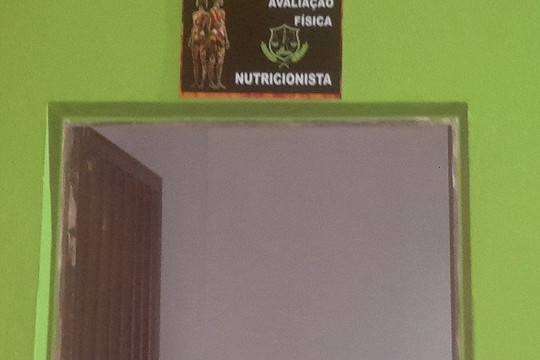 AVALIAÇÃO
FÍSICA
NUTRICIONISTA